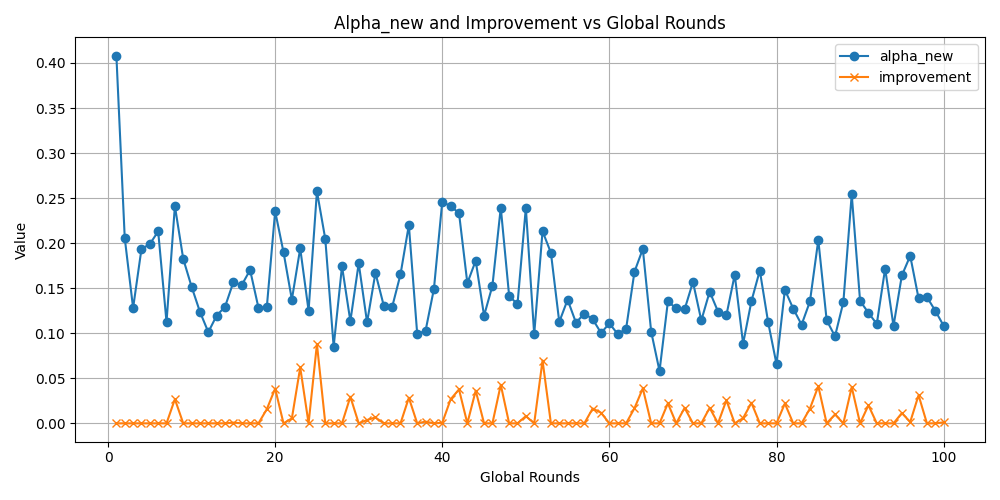 Alpha_new and Improvement vs Global Rounds
alpha_new
improvement
Value
0.40
0.35
0.30
0.25
0.20
0.15
0.10
0.05
0.00
0 20 40 60 80 100
Global Rounds